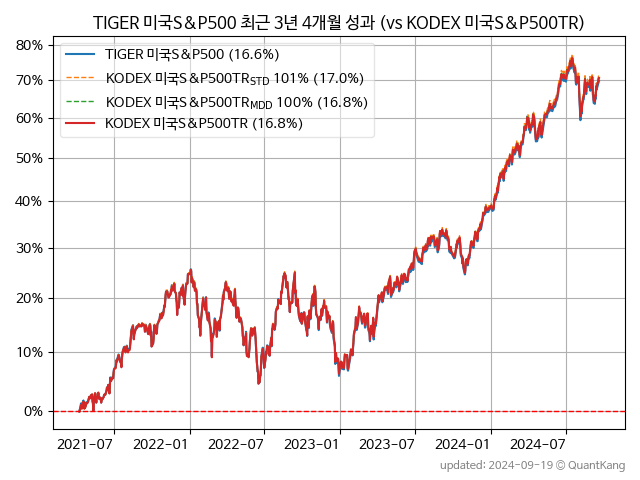 TIGER 미국S&P500 최근 3년 4개월 성과 (vs KODEX 미국S&P500TR)
80%
70%
60%
50%
40%
30%
20%
10%
0%
TIGER 미국S&P500 (16.6%)
KODEX 미국S&P500TRSTD 101% (17.0%)
KODEX 미국S&P500TRMDD 100% (16.8%)
KODEX 미국S&P500TR (16.8%)
2021-07 2022-01 2022-07 2023-01 2023-07 2024-01 2024-07
updated: 2024-09-19 @ QuantKang